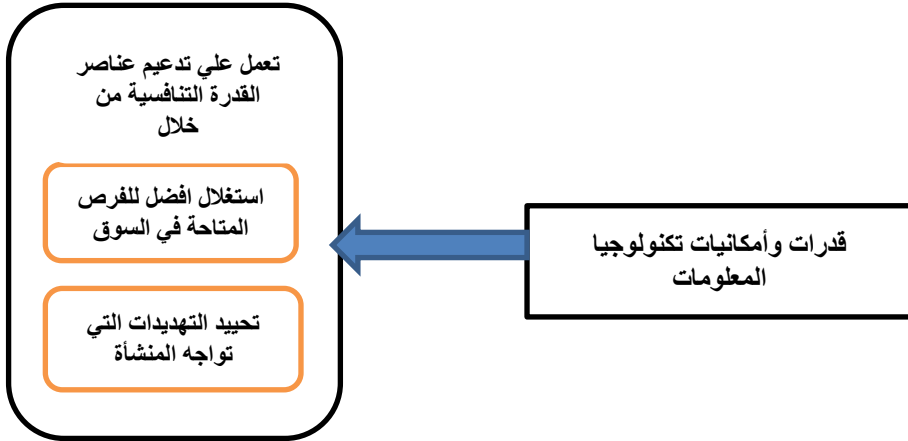 تعمل علي تدعيم عناصر
القدرة التنافسية من
خلال
استغلال افضل للفرص
المتاحة في السوق
تحييد التهديدات التي
تواجه المنشأة
قدرات وأمكانيات تكنولوجيا
المعلومات